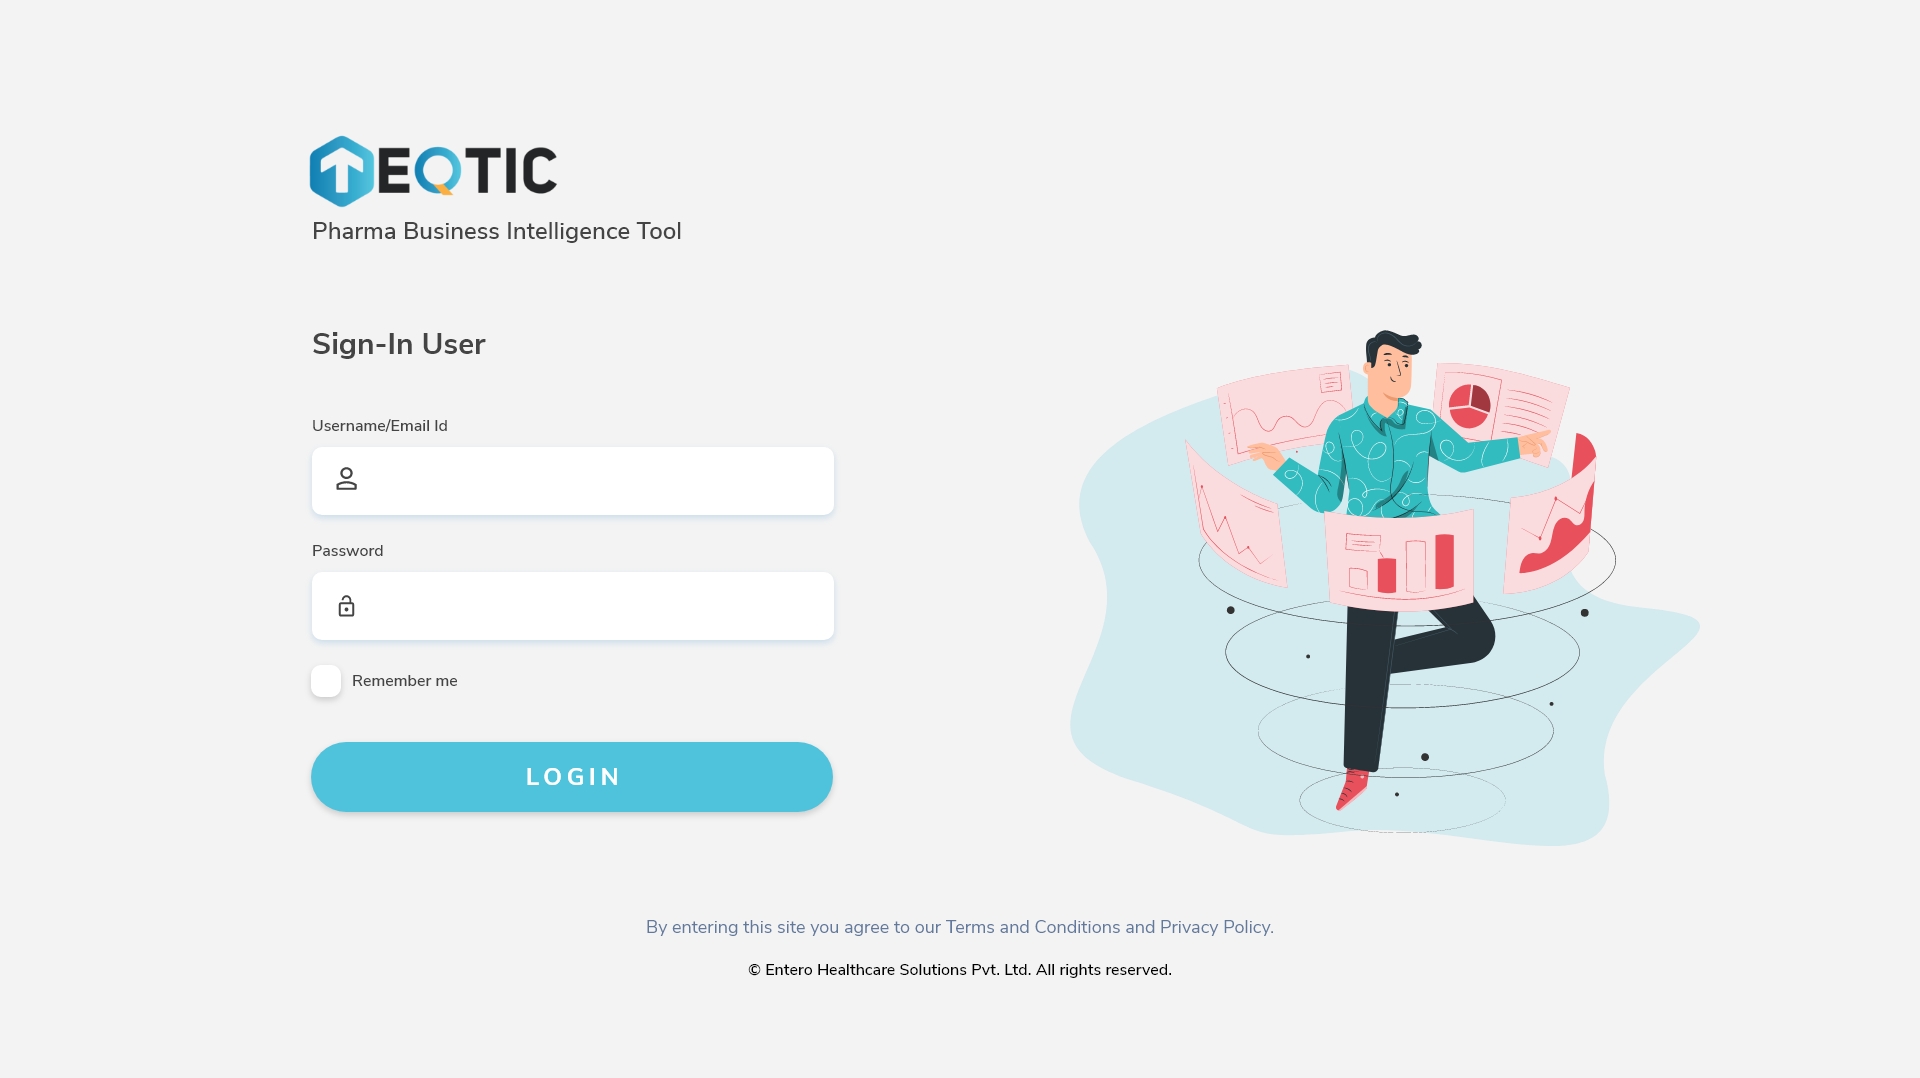 TEQTIC
Pharma Business Intelligence Tool
Sign-In User
Username/Email Id
Password
Remember me
LOGIN
By entering this site you agree to our Terms and Conditions and Privacy Policy.
© Entero Healthcare Solutions Pvt. Ltd. All rights reserved.